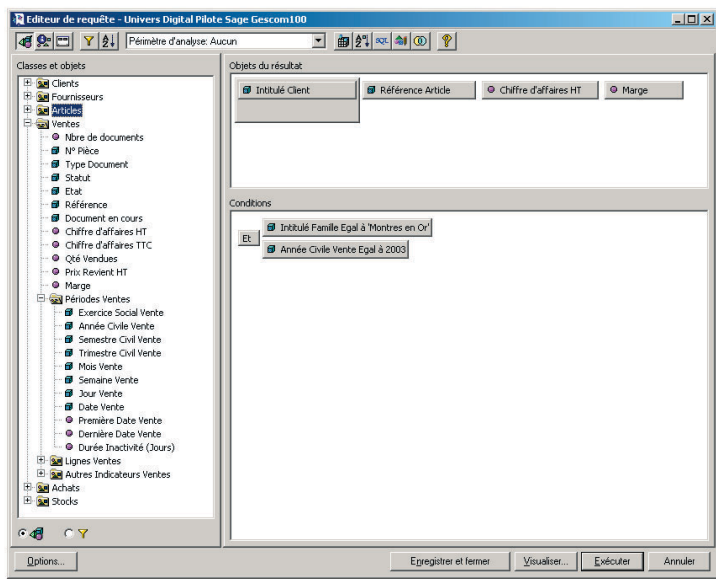 Editeur de requête - Univers Digital Pilote Sage Gescom100
Périmètre d'analyse: Aucun
SQL
Classes et objets
Clients
Fournisseurs
Articles
Ventes
Nbre de documents
N° Pièce
Type Document
Statut
Etat
Référence
Document en cours
Chiffre d'affaires HT
Chiffre d'affaires TTC
Qté Vendues
Prix Revient HT
Marge
Périodes Ventes
Exercice Social Vente
Année Civile Vente
Semestre Civil Vente
Trimestre Civil Vente
Mois Vente
Semaine Vente
Jour Vente
Date Vente
Première Date Vente
Dernière Date Vente
Durée Inactivité (Jours)
Lignes Ventes
Autres Indicateurs Ventes
Achats
Stocks
Objets du résultat
Intitulé Client Référence Article Chiffre d'affaires HT Marge
Conditions
Et
Intitulé Famille Egal à 'Montres en Or'
Année Civile Vente Egal à 2003
Options... Enregistrer et fermer Visualiser... Exécuter Annuler